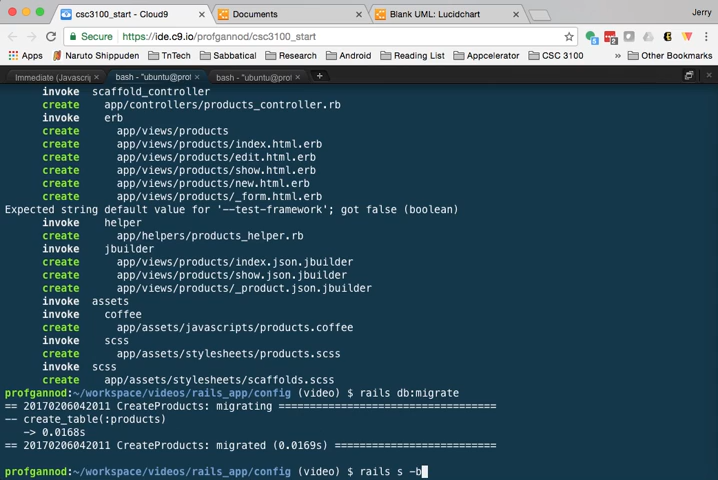 csc3100_start - Cloud9 × Documents × Blank UML: Lucidchart × Jerry
Secure https://ide.c9.io/profgannod/csc3100_start
Apps Naruto Shippuden TnTech Sabbatical Research Android Reading List Appcelerator CSC 3100 » Other Bookmarks
Immediate (Javascrip × bash - "ubuntu@prof × bash - "ubuntu@prof × +
invoke scaffold_controller
create app/controllers/products_controller.rb
invoke erb
create app/views/products
create app/views/products/index.html.erb
create app/views/products/edit.html.erb
create app/views/products/show.html.erb
create app/views/products/new.html.erb
create app/views/products/_form.html.erb
Expected string default value for '--test-framework'; got false (boolean)
invoke helper
create app/helpers/products_helper.rb
invoke jbuilder
create app/views/products/index.json.jbuilder
create app/views/products/show.json.jbuilder
create app/views/products/_product.json.jbuilder
invoke assets
invoke coffee
create app/assets/javascripts/products.coffee
invoke scss
create app/assets/stylesheets/products.scss
invoke scss
create app/assets/stylesheets/scaffolds.scss
profgannod:~/workspace/videos/rails_app/config (video) $ rails db:migrate
== 20170206042011 CreateProducts: migrating ===================================
-- create_table(:products)
-> 0.0168s
== 20170206042011 CreateProducts: migrated (0.0169s) ==========================
profgannod:~/workspace/videos/rails_app/config (video) $ rails s -b